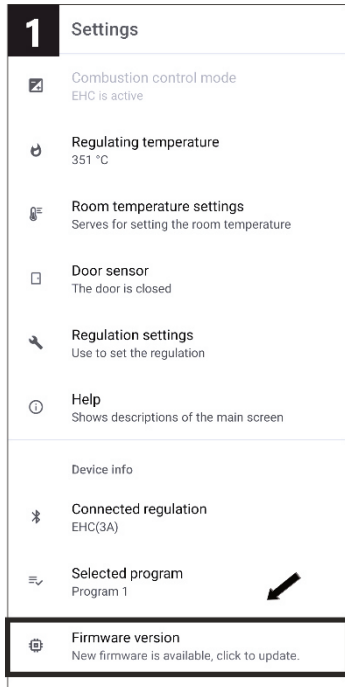 1
Settings
Combustion control mode
EHC is active
Regulating temperature
351 °C
Room temperature settings
Serves for setting the room temperature
Door sensor
The door is closed
Regulation settings
Use to set the regulation
Help
Shows descriptions of the main screen
Device info
Connected regulation
EHC(3A)
Selected program
Program 1
Firmware version
New firmware is available, click to update.